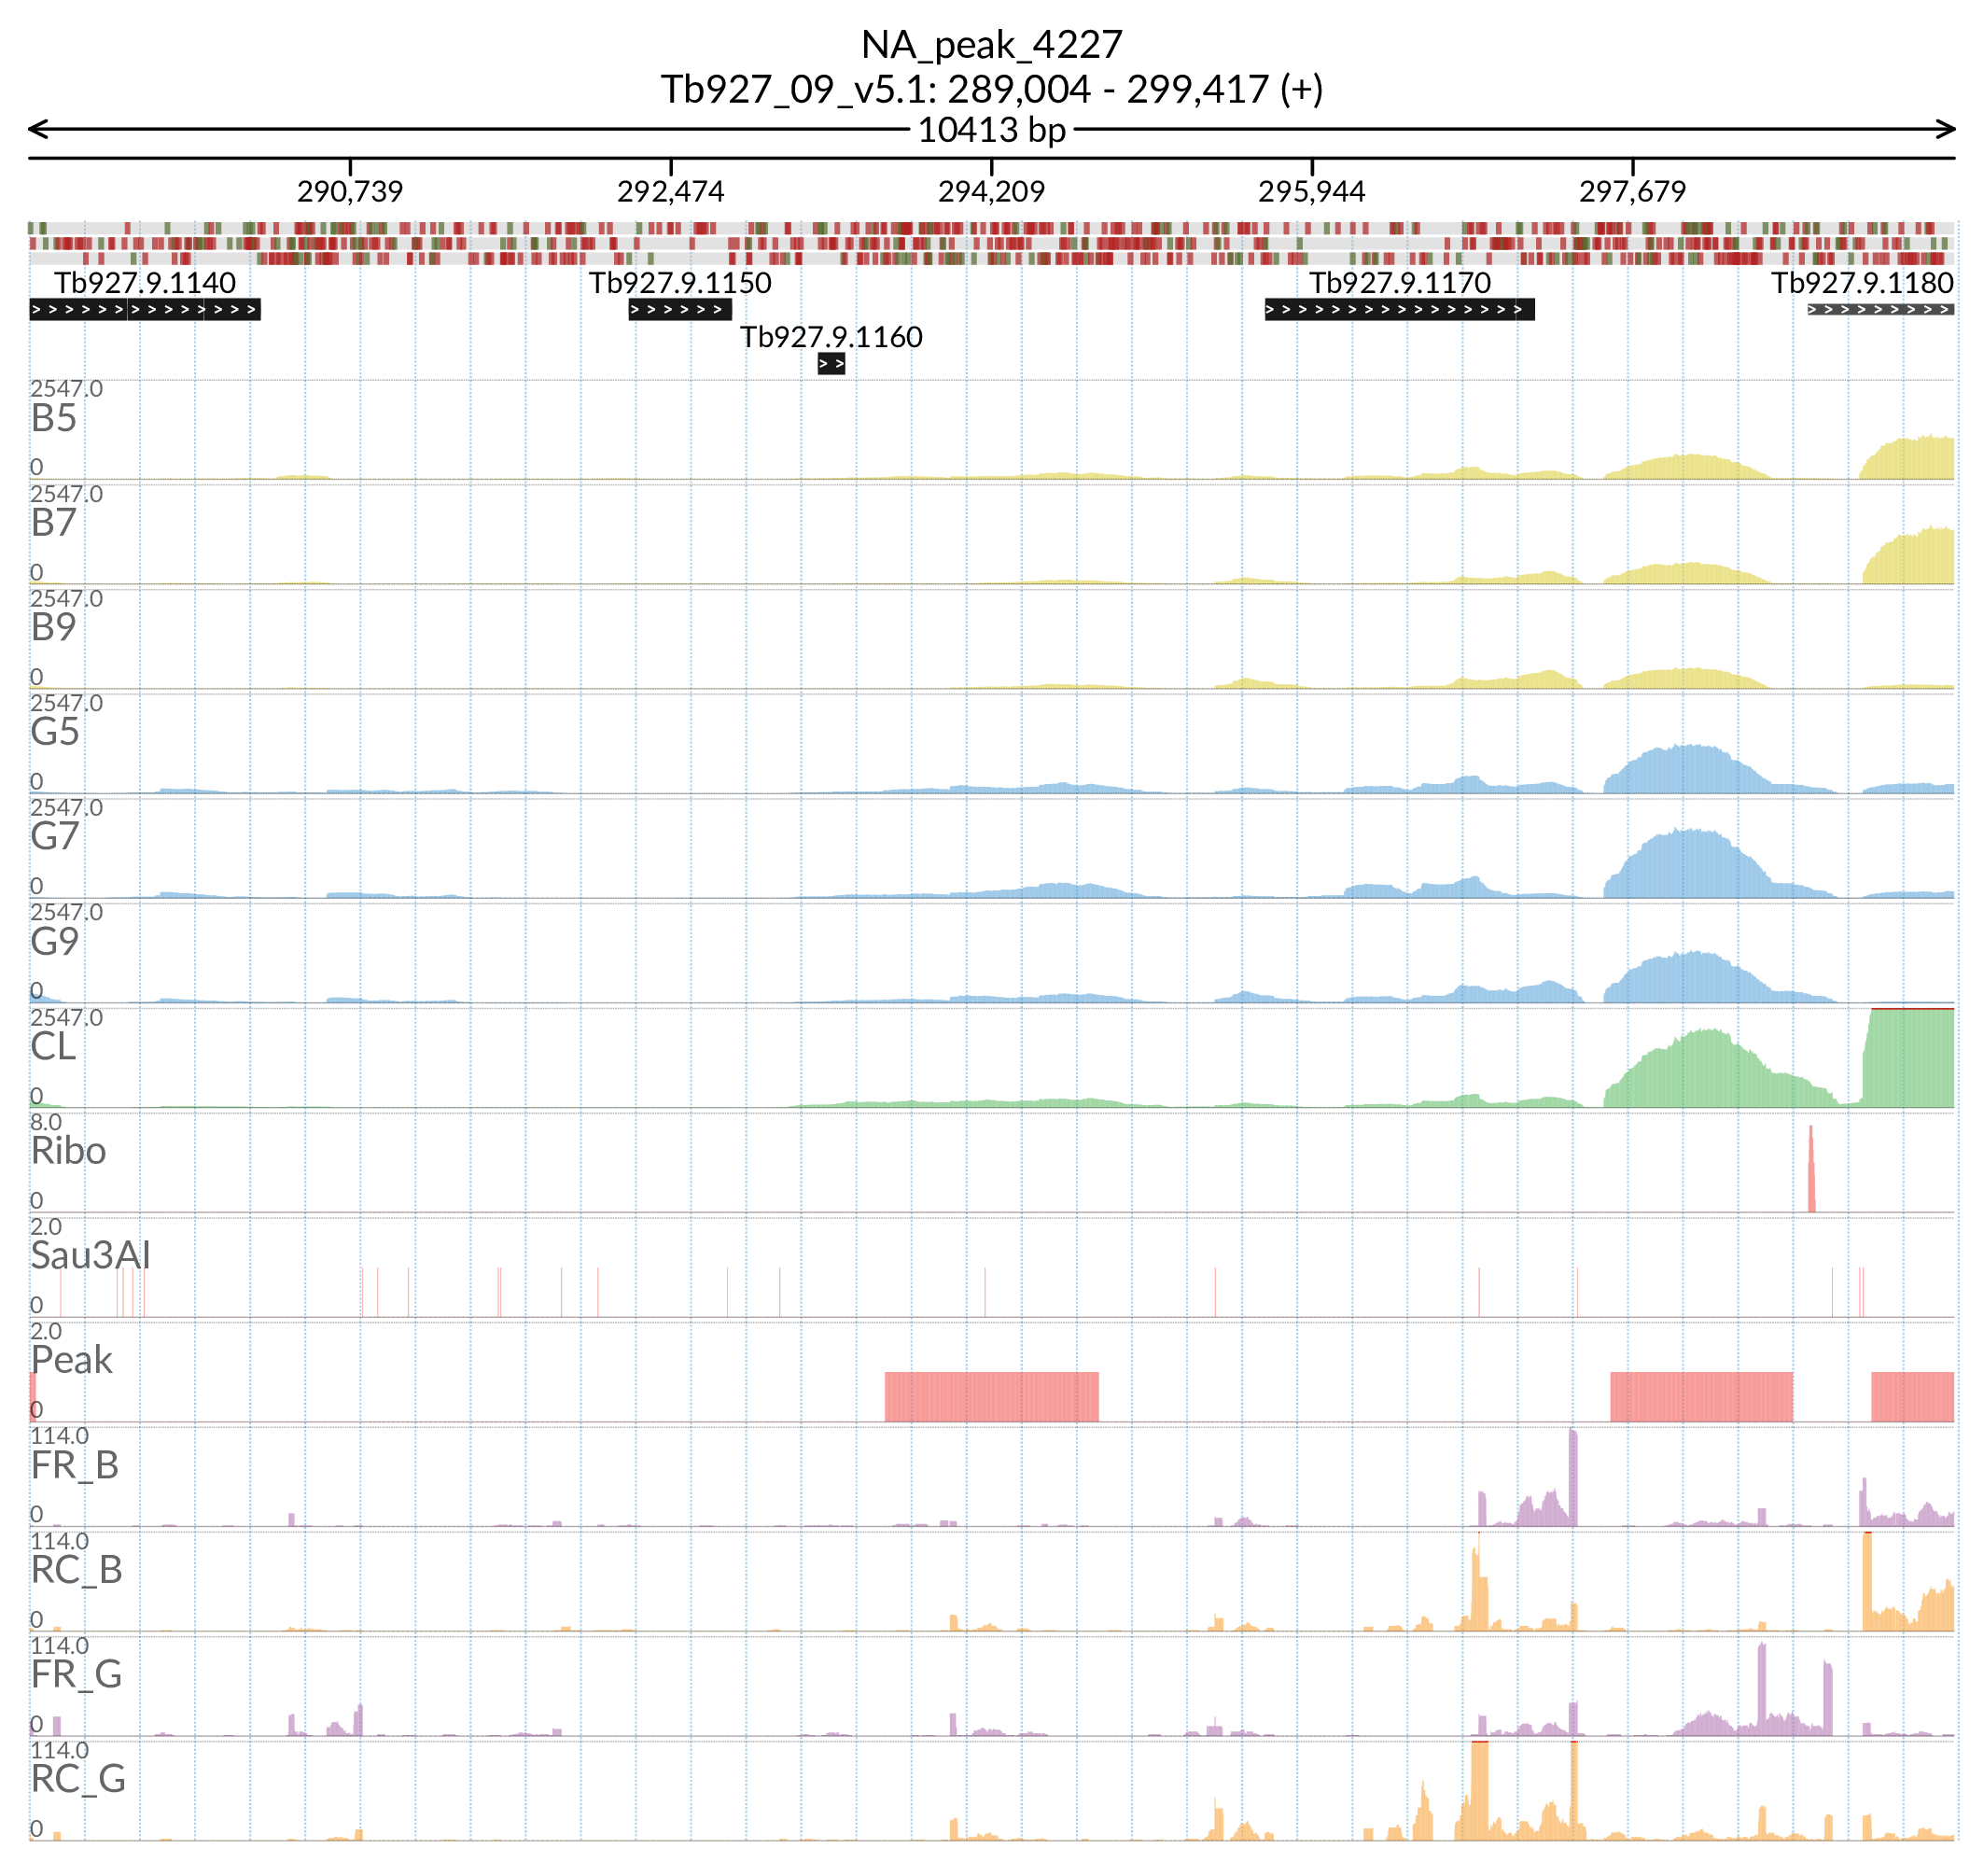 NA_peak_4227
Tb927_09_v5.1: 289,004 - 299,417 (+)
10413 bp
290,739 292,474 294,209 295,944 297,679
Tb927.9.1140 Tb927.9.1150 Tb927.9.1170 Tb927.9.1180
Tb927.9.1160
2547.0
B5
0
2547.0
B7
0
2547.0
B9
0
2547.0
G5
0
2547.0
G7
0
2547.0
G9
0
2547.0
CL
0
8.0
Ribo
0
2.0
Sau3AI
0
2.0
Peak
0
114.0
FR_B
0
114.0
RC_B
0
114.0
FR_G
0
114.0
RC_G
0